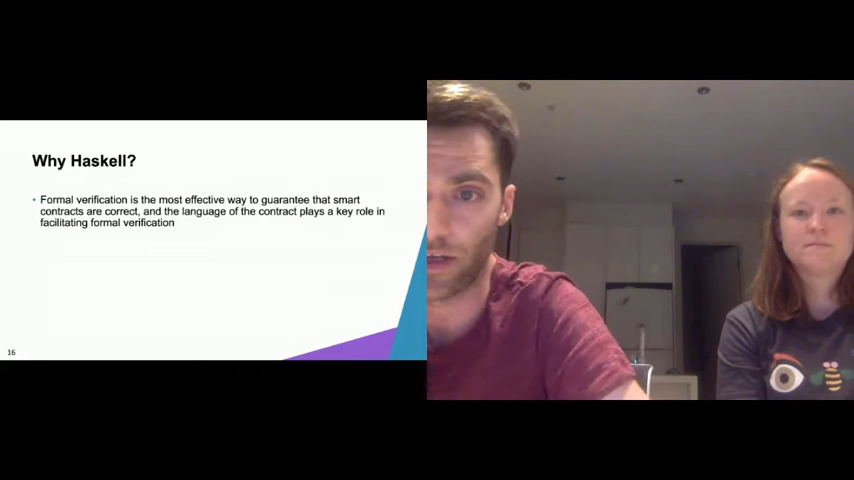 Why Haskell?
• Formal verification is the most effective way to guarantee that smart
contracts are correct, and the language of the contract plays a key role in
facilitating formal verification
16